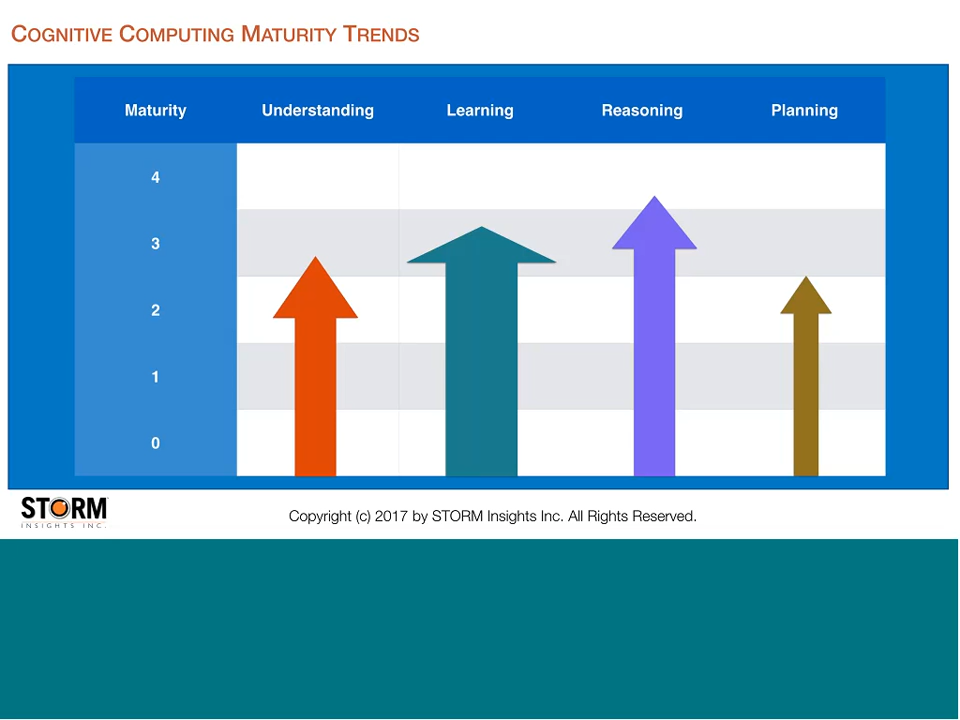 COGNITIVE COMPUTING MATURITY TRENDS
Maturity Understanding Learning Reasoning Planning
4
3
2
1
0
STORM
INSIGHTS INC.
Copyright (c) 2017 by STORM Insights Inc. All Rights Reserved.